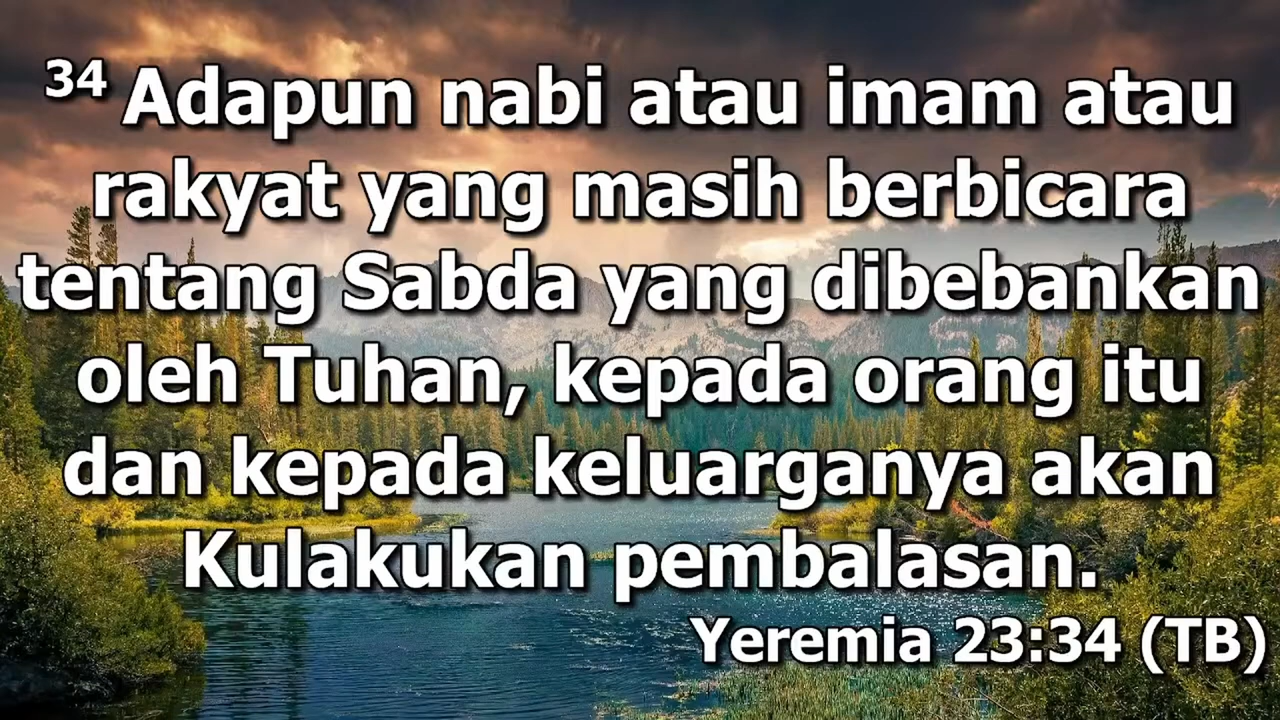 34 Adapun nabi atau imam atau
rakyat yang masih berbicara
tentang Sabda yang dibebankan
oleh Tuhan, kepada orang itu
dan kepada keluarganya akan
Kulakukan pembalasan.
Yeremia 23:34 (TB)